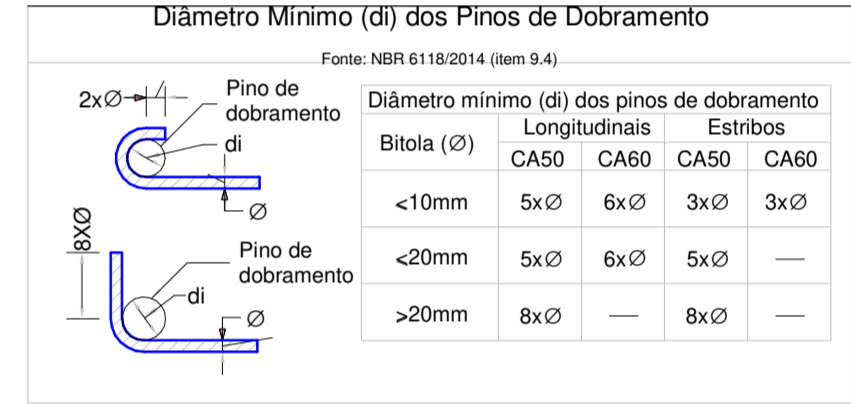 Diâmetro Mínimo (di) dos Pinos de Dobramento
Fonte: NBR 6118/2014 (item 9.4)
2xØ
Pino de
dobramento
di
Ø
8XØ
Pino de
dobramento
di
Ø
Diâmetro mínimo (di) dos pinos de dobramento
Bitola (Ø) Longitudinais Estribos
CA50 CA60 CA50 CA60
<10mm 5xØ 6xØ 3xØ 3xØ
<20mm 5xØ 6xØ 5xØ —
>20mm 8xØ — 8xØ —